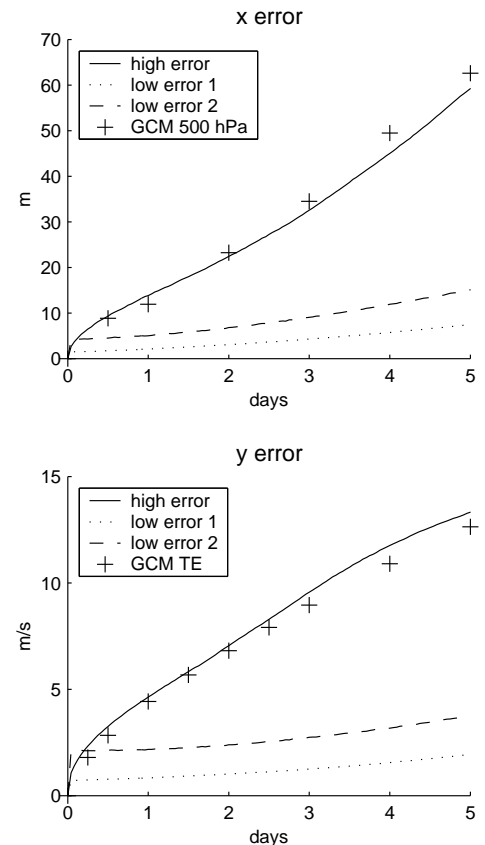 x error
70
60
50
40
30
20
10
0
m
high error
low error 1
low error 2
GCM 500 hPa
0 1 2 3 4 5
days
y error
15
10
5
0
m/s
high error
low error 1
low error 2
GCM TE
0 1 2 3 4 5
days